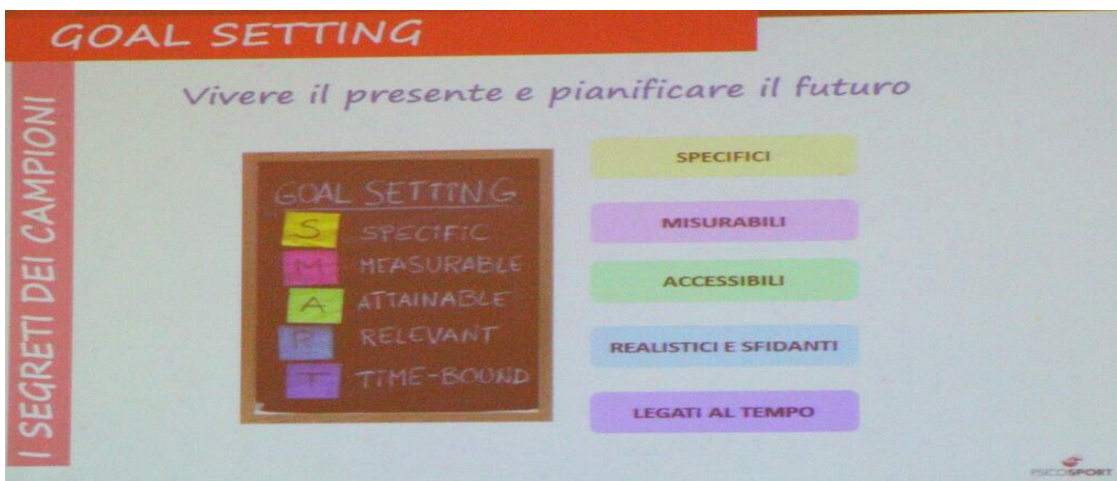 GOAL SETTING
I SEGRETI DEI CAMPIONI
Vivere il presente e pianificare il futuro
GOAL SETTING
S SPECIFIC
M MEASURABLE
A ATTAINABLE
R RELEVANT
T TIME-BOUND
SPECIFICI
MISURABILI
ACCESSIBILI
REALISTICI E SFIDANTI
LEGATI AL TEMPO
PSICOSPORT